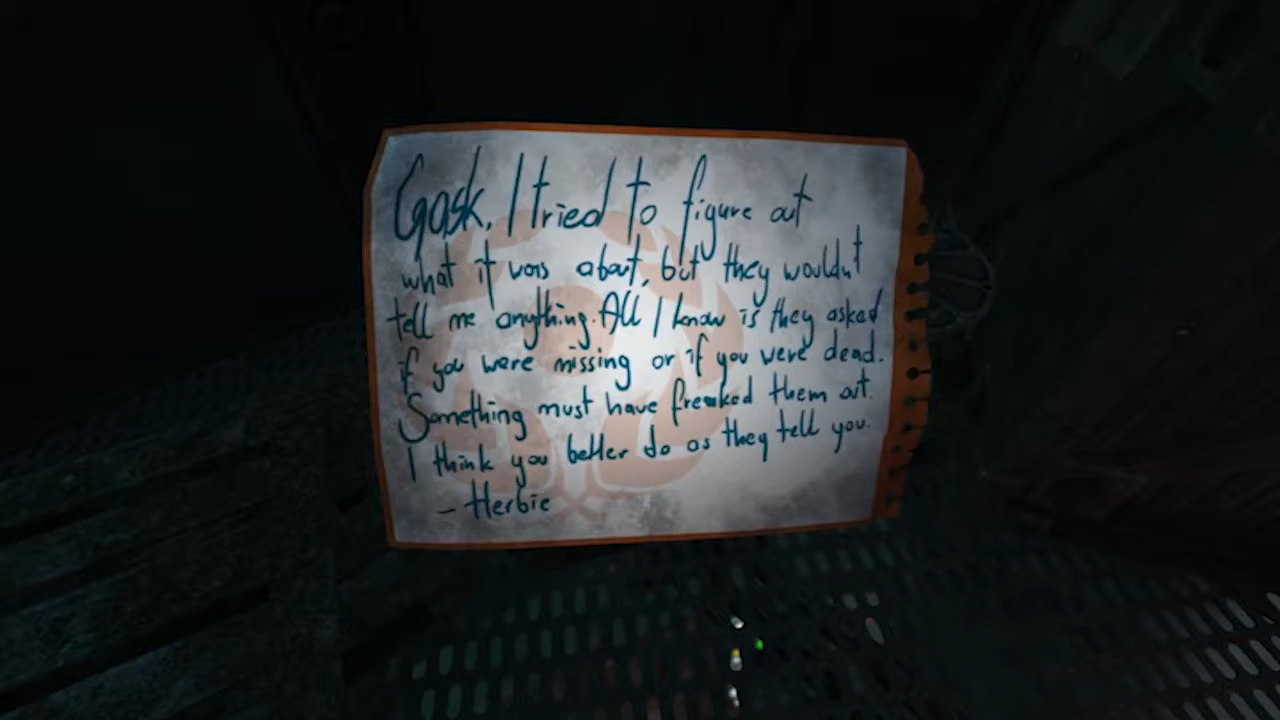 Gask, I tried to figure out
what it was about, but they wouldn't
tell me anything. All I know is they asked
if you were missing or if you were dead.
Something must have freaked them out.
I think you better do as they tell you.
– Herbie